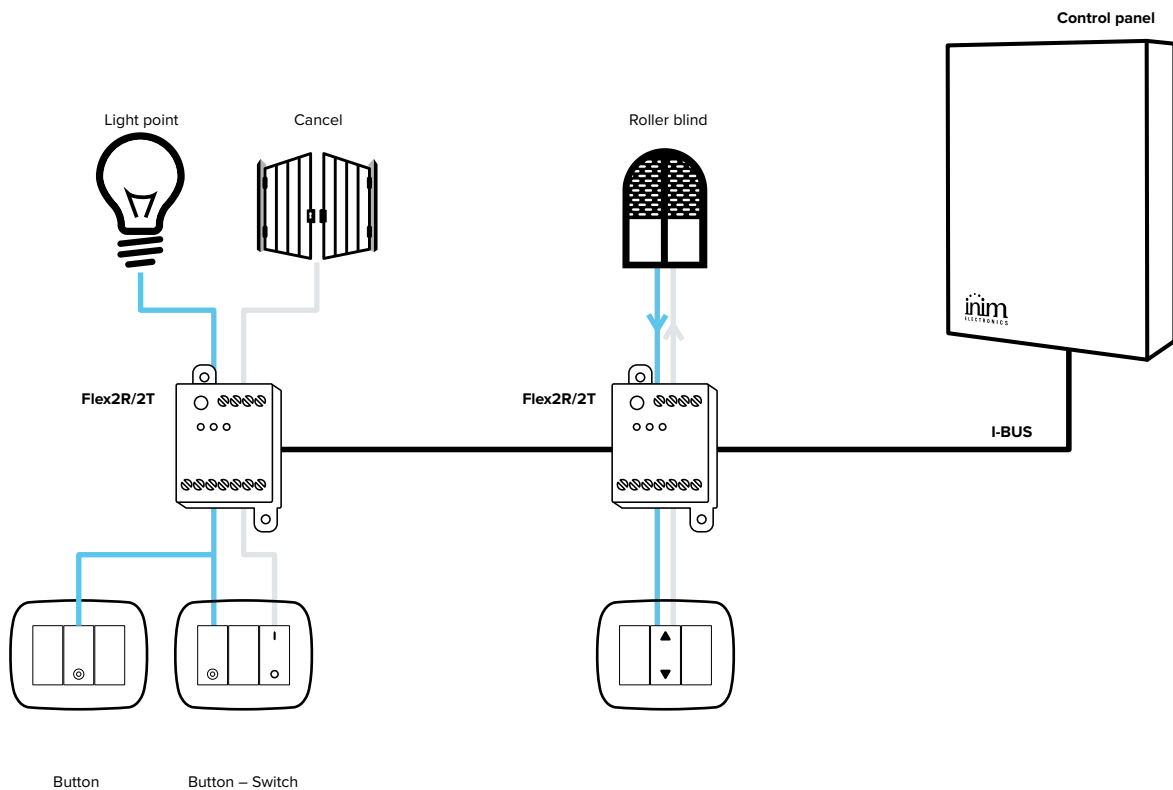 Control panel
Light point
Cancel
Roller blind
inim
ELECTRONICS
Flex2R/2T
Flex2R/2T
I-BUS
Button
Button – Switch